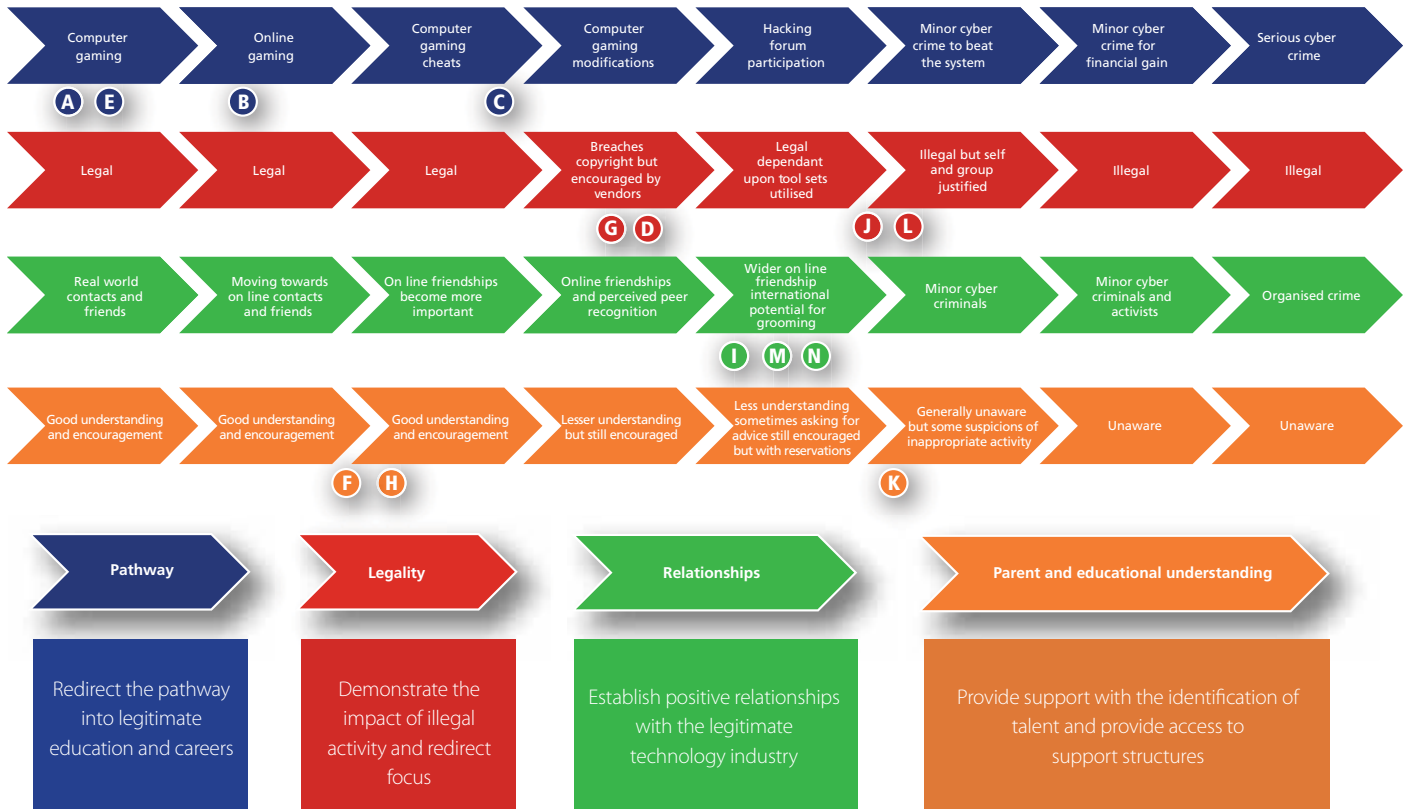 Computer
gaming
Online
gaming
Computer
gaming
cheats
Computer
gaming
modifications
Hacking
forum
participation
Minor cyber
crime to beat
the system
Minor cyber
crime for
financial gain
Serious cyber
crime
A
E
B
C
Legal
Legal
Legal
Breaches
copyright but
encouraged by
vendors
Legal
dependant
upon tool sets
utilised
Illegal but self
and group
justified
Illegal
Illegal
G
D
J
L
Real world
contacts and
friends
Moving towards
on line contacts
and friends
On line friendships
become more
important
Online friendships
and perceived peer
recognition
Wider on line
friendship
international
potential for
grooming
Minor cyber
criminals
Minor cyber
criminals and
activists
Organised crime
I
M
N
Good understanding
and encouragement
Good understanding
and encouragement
Good understanding
and encouragement
Lesser understanding
but still encouraged
Less understanding
sometimes asking for
advice still encouraged
but with reservations
Generally unaware
but some suspicions of
inappropriate activity
Unaware
Unaware
F
H
K
Pathway
Legality
Relationships
Parent and educational understanding
Redirect the pathway
into legitimate
education and careers
Demonstrate the
impact of illegal
activity and redirect
focus
Establish positive relationships
with the legitimate
technology industry
Provide support with the identification of
talent and provide access to
support structures